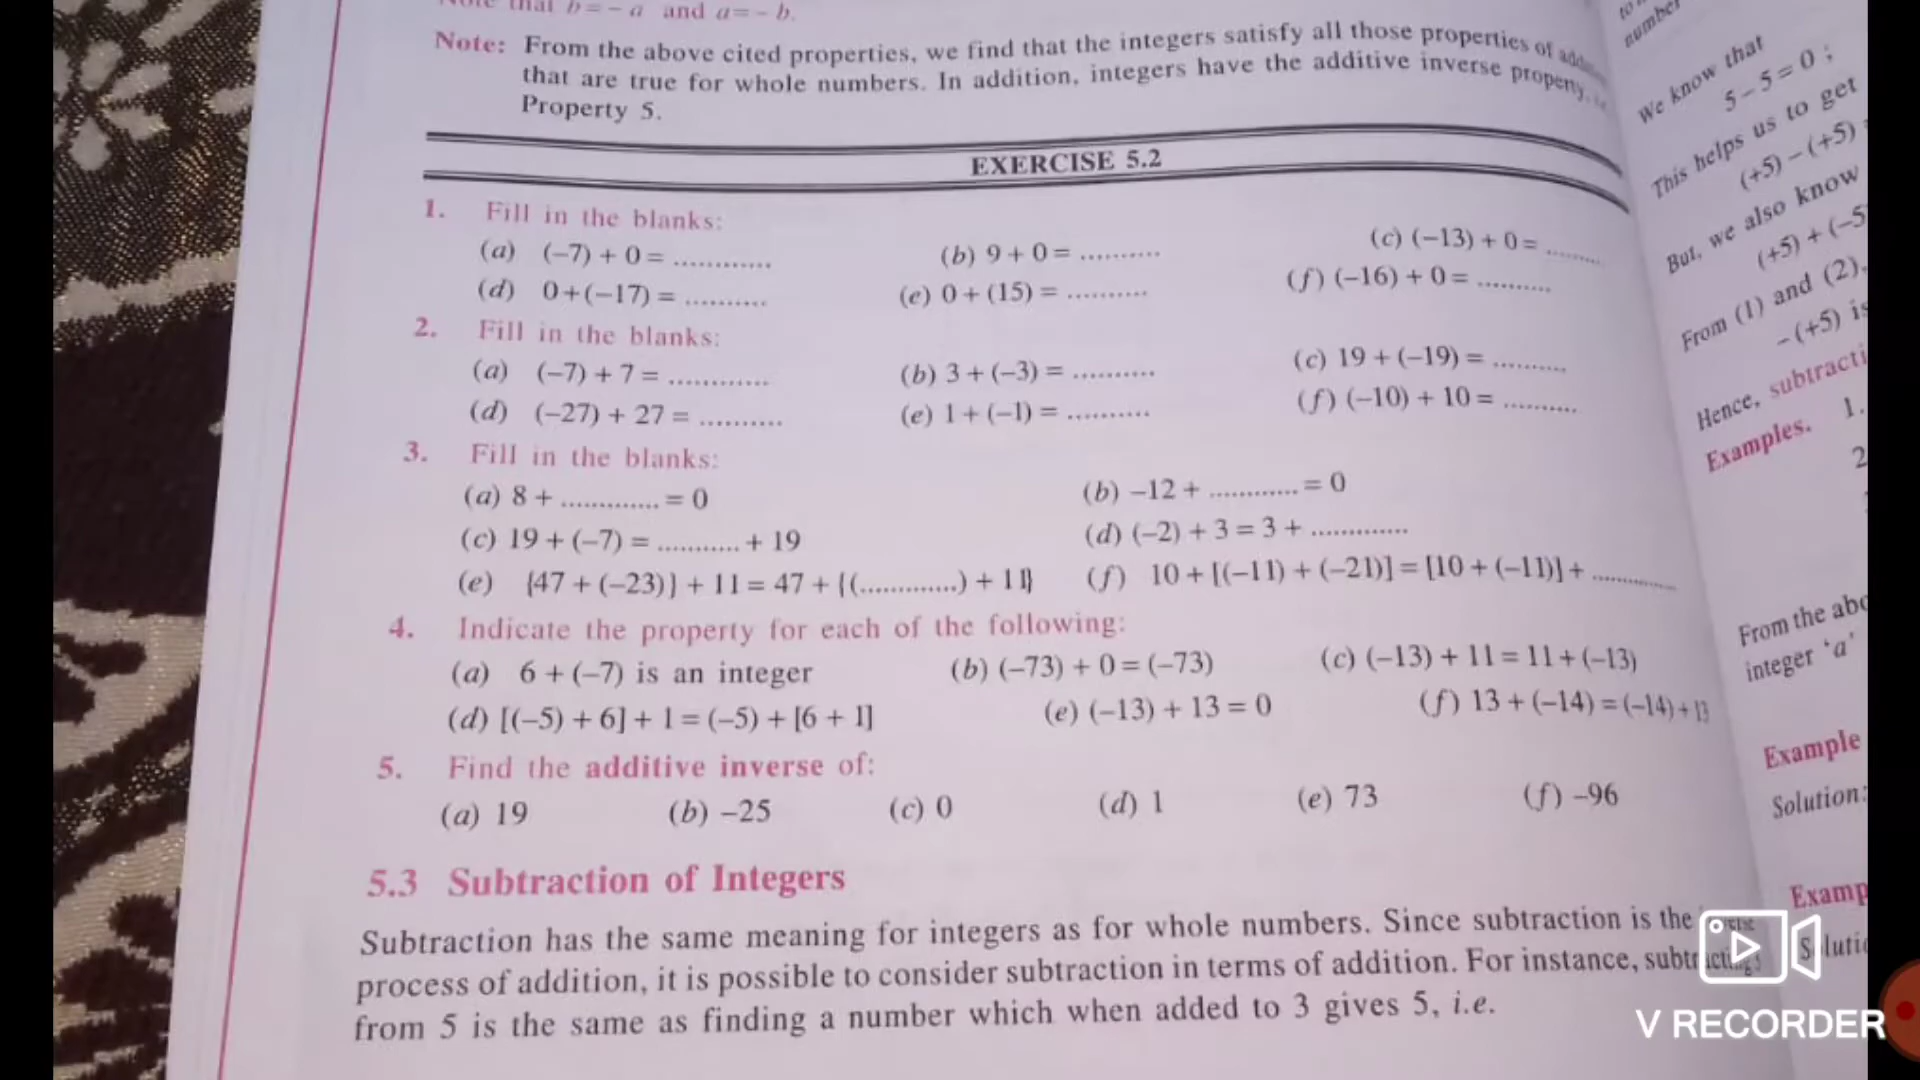 Note that b = – a and a = – b.
Note: From the above cited properties, we find that the integers satisfy all those properties of
that are true for whole numbers. In addition, integers have the additive inverse property,
Property 5.
EXERCISE 5.2
1. Fill in the blanks:
(a) (–7) + 0 = ............ (b) 9 + 0 = .......... (c) (–13) + 0 = ........
(d) 0+(–17) = .......... (e) 0 + (15) = .......... (f) (–16) + 0 = ..........
2. Fill in the blanks:
(a) (–7) + 7 = ............ (b) 3 + (–3) = .......... (c) 19 + (–19) = ..........
(d) (–27) + 27 = .......... (e) 1 + (–1) = .......... (f) (–10) + 10 = ..........
3. Fill in the blanks:
(a) 8 + ............. = 0 (b) –12 + ............ = 0
(c) 19 + (–7) = ........... + 19 (d) (–2) + 3 = 3 + .............
(e) {47 + (–23)} + 11 = 47 + {(.............) + 11} (f) 10 + [(–11) + (–21)] = [10 + (–11)] + ............
4. Indicate the property for each of the following:
(a) 6 + (–7) is an integer (b) (–73) + 0 = (–73) (c) (–13) + 11 = 11 + (–13)
(d) [(–5) + 6] + 1 = (–5) + [6 + 1] (e) (–13) + 13 = 0 (f) 13 + (–14) = (–14) + 13
5. Find the additive inverse of:
(a) 19 (b) –25 (c) 0 (d) 1 (e) 73 (f) –96
5.3 Subtraction of Integers
Subtraction has the same meaning for integers as for whole numbers. Since subtraction is the
process of addition, it is possible to consider subtraction in terms of addition. For instance, subtracting
from 5 is the same as finding a number which when added to 3 gives 5, i.e.
number
We know that
5 – 5 = 0 ;
This helps us to get
(+5) – (+5)
But, we also know
(+5) + (–5
From (1) and (2),
– (+5) is
Hence, subtracti
Examples. 1.
2
From the abo
integer 'a'
Example
Solution:
Examp
V RECORDER